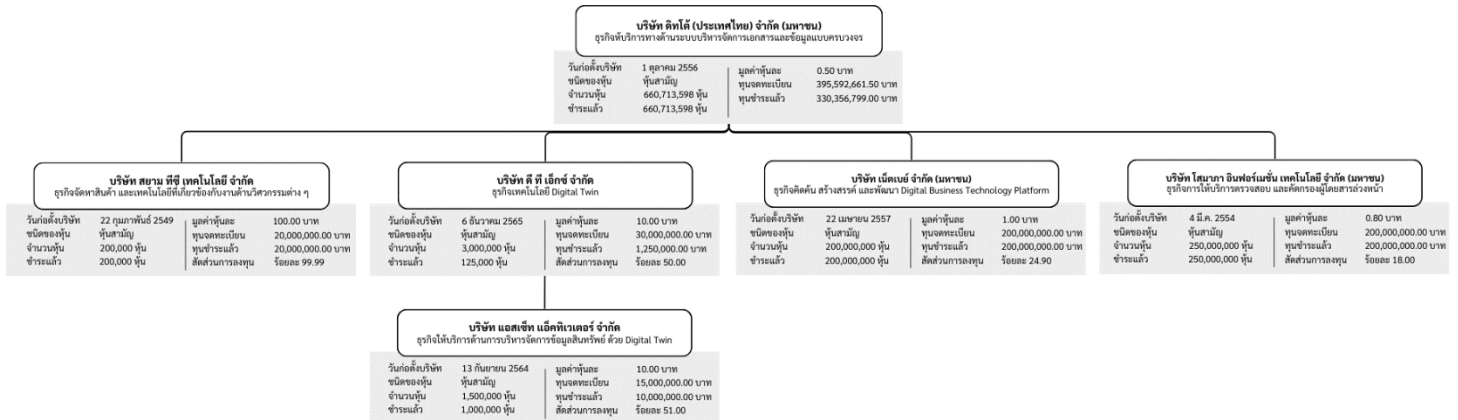 บริษัท ดิทโต้ (ประเทศไทย) จำกัด (มหาชน)
ธุรกิจให้บริการทางด้านระบบบริหารจัดการเอกสารและข้อมูลแบบครบวงจร
วันก่อตั้งบริษัท 1 ตุลาคม 2556 มูลค่าหุ้นละ 0.50 บาท
ชนิดของหุ้น หุ้นสามัญ ทุนจดทะเบียน 395,592,661.50 บาท
จำนวนหุ้น 660,713,598 หุ้น ทุนชำระแล้ว 330,356,799.00 บาท
ชำระแล้ว 660,713,598 หุ้น
บริษัท สยาม ทีซี เทคโนโลยี จำกัด
ธุรกิจจัดหาสินค้า และเทคโนโลยีที่เกี่ยวข้องกับงานด้านวิศวกรรมต่าง ๆ
วันก่อตั้งบริษัท 22 กุมภาพันธ์ 2549 มูลค่าหุ้นละ 100.00 บาท
ชนิดของหุ้น หุ้นสามัญ ทุนจดทะเบียน 20,000,000.00 บาท
จำนวนหุ้น 200,000 หุ้น ทุนชำระแล้ว 20,000,000.00 บาท
ชำระแล้ว 200,000 หุ้น สัดส่วนการลงทุน ร้อยละ 99.99
บริษัท ดี ที เอ็กซ์ จำกัด
ธุรกิจเทคโนโลยี Digital Twin
วันก่อตั้งบริษัท 6 ธันวาคม 2565 มูลค่าหุ้นละ 10.00 บาท
ชนิดของหุ้น หุ้นสามัญ ทุนจดทะเบียน 30,000,000.00 บาท
จำนวนหุ้น 3,000,000 หุ้น ทุนชำระแล้ว 1,250,000.00 บาท
ชำระแล้ว 125,000 หุ้น สัดส่วนการลงทุน ร้อยละ 50.00
บริษัท เน็ตเบย์ จำกัด (มหาชน)
ธุรกิจคิดค้น สร้างสรรค์ และพัฒนา Digital Business Technology Platform
วันก่อตั้งบริษัท 22 เมษายน 2557 มูลค่าหุ้นละ 1.00 บาท
ชนิดของหุ้น หุ้นสามัญ ทุนจดทะเบียน 200,000,000.00 บาท
จำนวนหุ้น 200,000,000 หุ้น ทุนชำระแล้ว 200,000,000.00 บาท
ชำระแล้ว 200,000,000 หุ้น สัดส่วนการลงทุน ร้อยละ 24.90
บริษัท โสมาภา อินฟอร์เมชั่น เทคโนโลยี จำกัด (มหาชน)
ธุรกิจการให้บริการตรวจสอบ และคัดกรองผู้โดยสารล่วงหน้า
วันก่อตั้งบริษัท 4 มี.ค. 2554 มูลค่าหุ้นละ 0.80 บาท
ชนิดของหุ้น หุ้นสามัญ ทุนจดทะเบียน 200,000,000.00 บาท
จำนวนหุ้น 250,000,000 หุ้น ทุนชำระแล้ว 200,000,000.00 บาท
ชำระแล้ว 250,000,000 หุ้น สัดส่วนการลงทุน ร้อยละ 18.00
บริษัท แอสเซ็ท แอ็คทิเวเตอร์ จำกัด
ธุรกิจให้บริการด้านการบริหารจัดการข้อมูลสินทรัพย์ ด้วย Digital Twin
วันก่อตั้งบริษัท 13 กันยายน 2564 มูลค่าหุ้นละ 10.00 บาท
ชนิดของหุ้น หุ้นสามัญ ทุนจดทะเบียน 15,000,000.00 บาท
จำนวนหุ้น 1,500,000 หุ้น ทุนชำระแล้ว 10,000,000.00 บาท
ชำระแล้ว 1,000,000 หุ้น สัดส่วนการลงทุน ร้อยละ 51.00